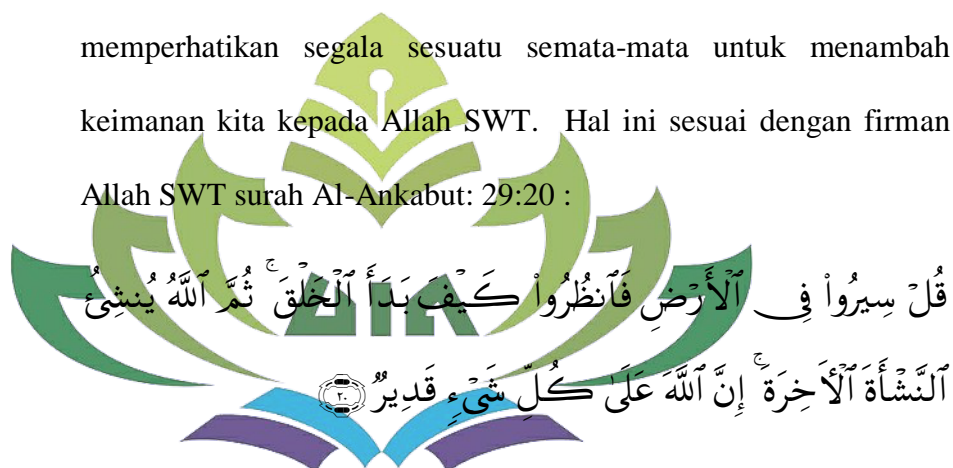 memperhatikan segala sesuatu semata-mata untuk menambah
keimanan kita kepada Allah SWT. Hal ini sesuai dengan firman
Allah SWT surah Al-Ankabut: 29:20 :
قُلۡ سِيرُواْ فِي ٱلۡأَرۡضِ فَٱنظُرُواْ كَيۡفَ بَدَأَ ٱلۡخَلۡقَۚ ثُمَّ ٱللَّهُ يُنشِئُ
ٱلنَّشۡأَةَ ٱلۡأٓخِرَةَۚ إِنَّ ٱللَّهَ عَلَىٰ كُلِّ شَيۡءٖ قَدِيرٞ ٢٠